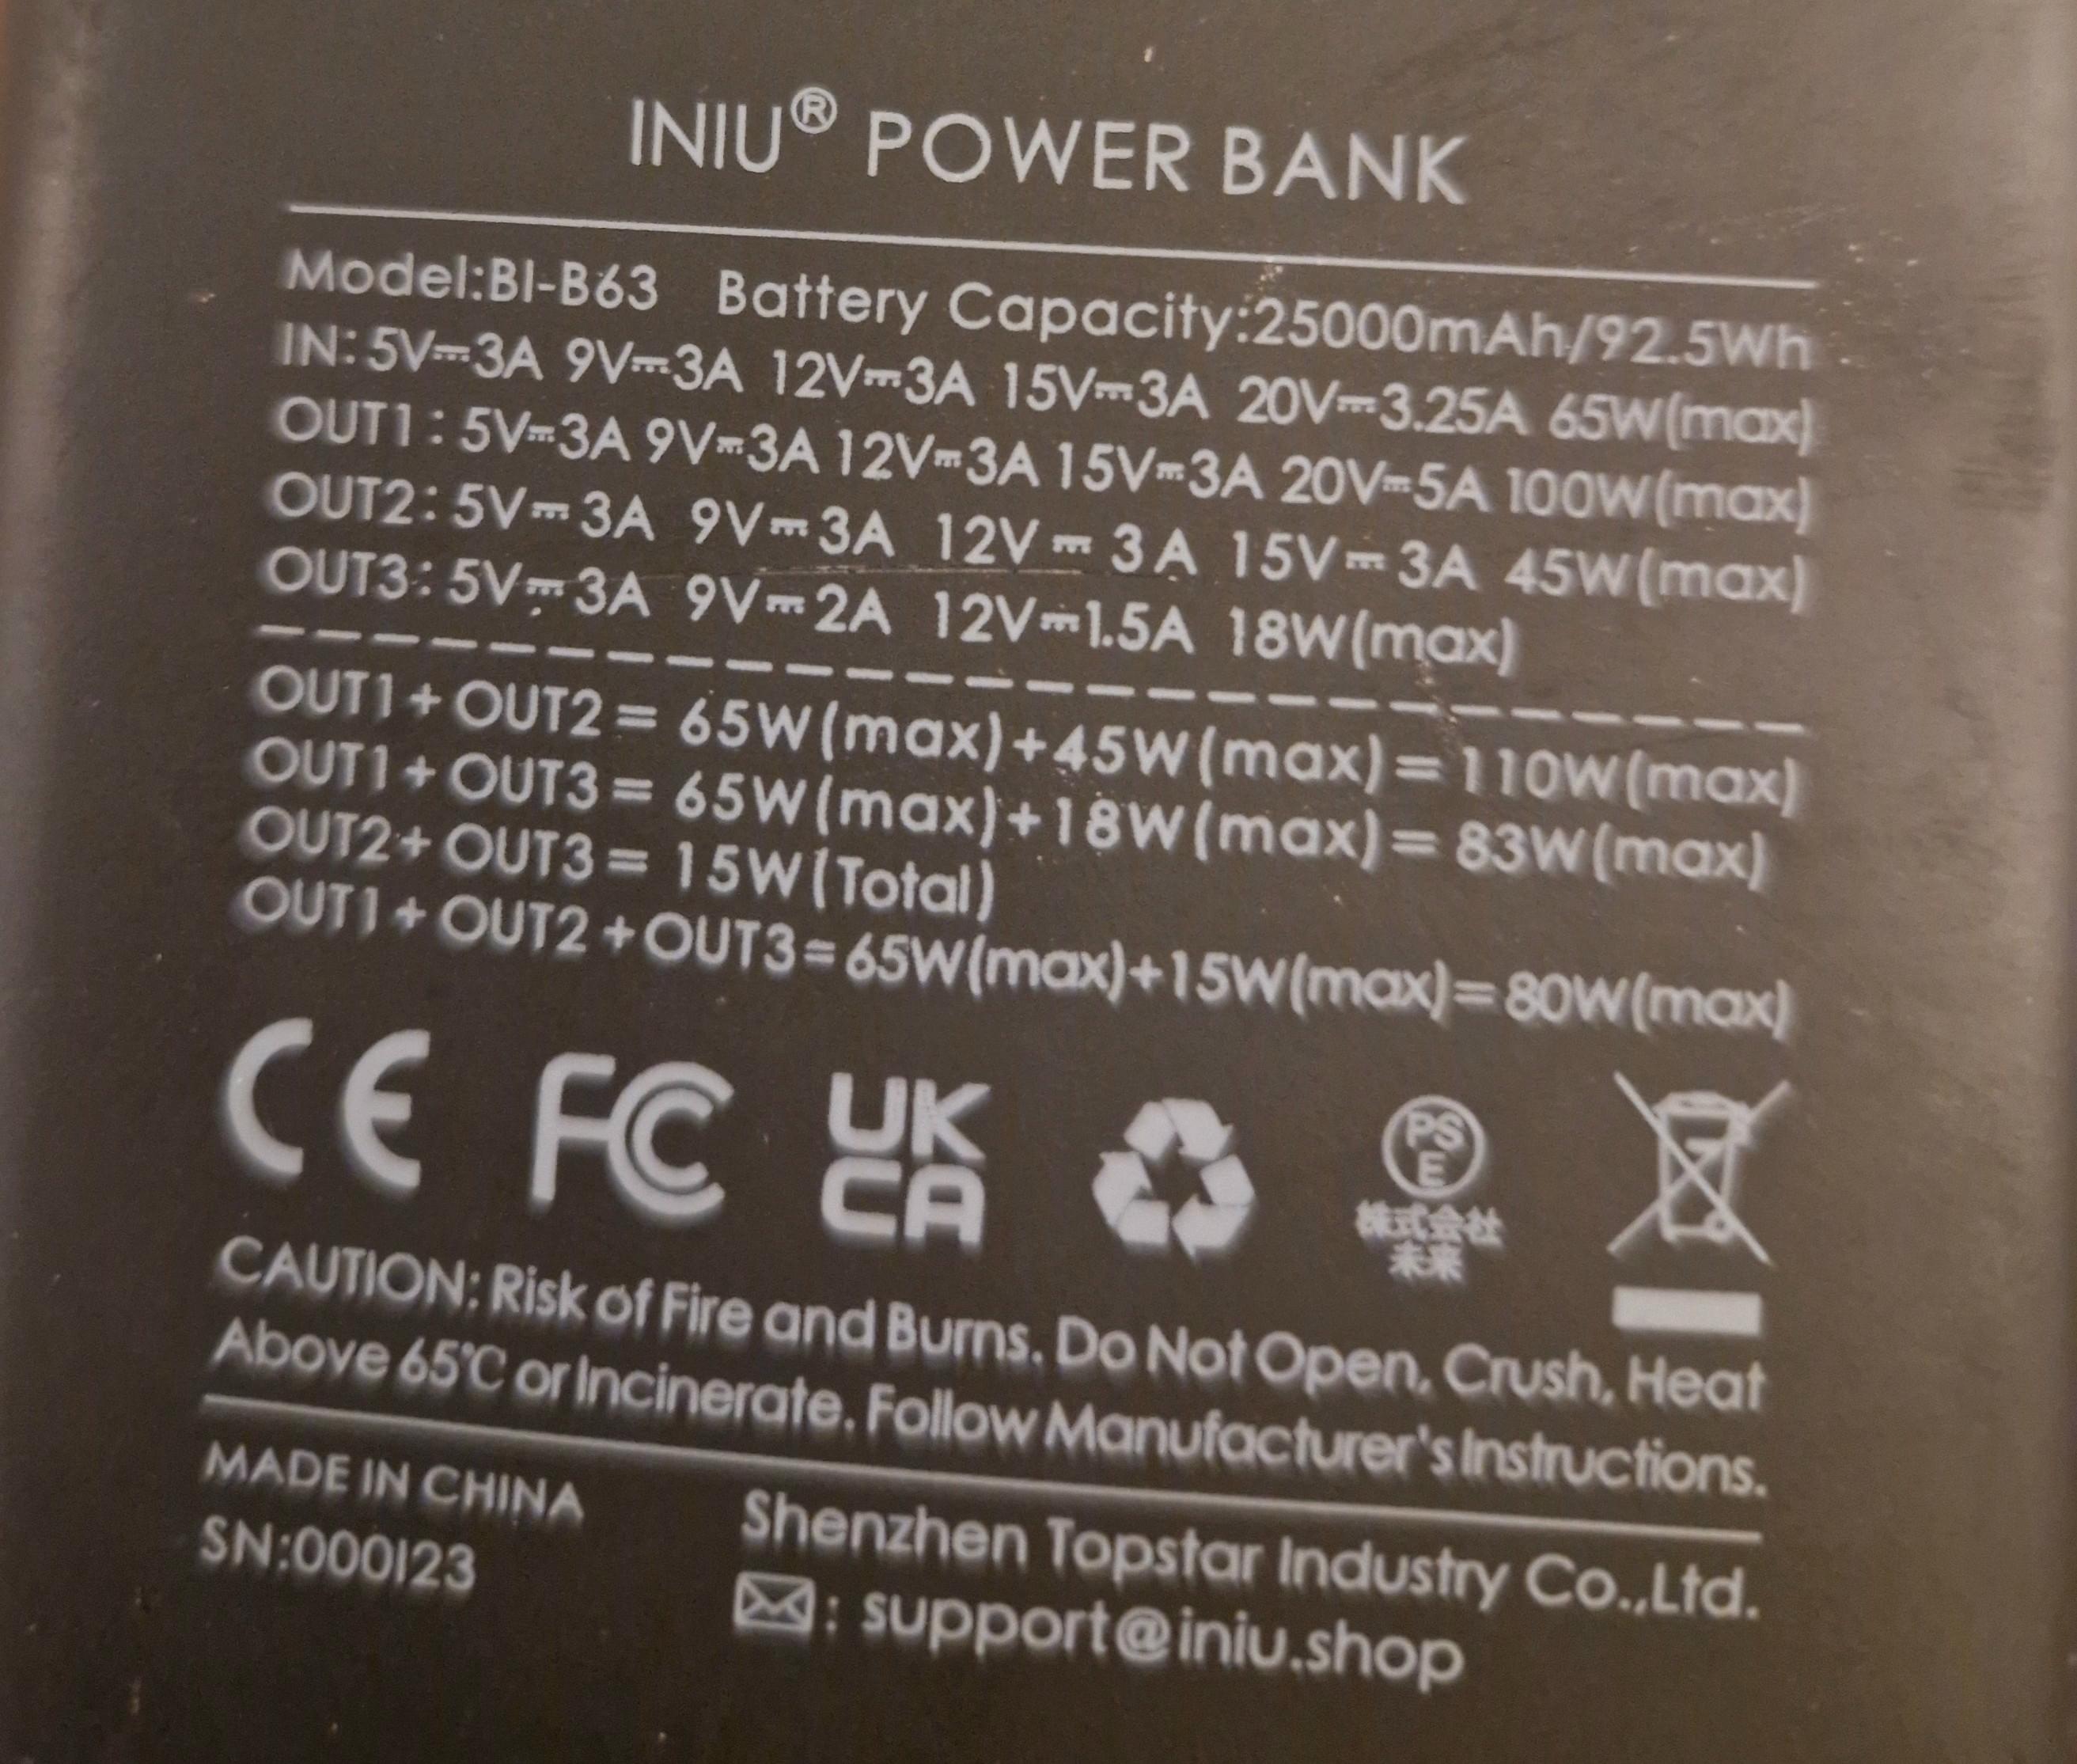 INIU® POWER BANK
Model:BI-B63 Battery Capacity:25000mAh/92.5Wh
IN:5V⎓3A 9V⎓3A 12V⎓3A 15V⎓3A 20V⎓3.25A 65W(max)
OUT1:5V⎓3A 9V⎓3A 12V⎓3A 15V⎓3A 20V⎓5A 100W(max)
OUT2:5V⎓3A 9V⎓3A 12V⎓3A 15V⎓3A 45W(max)
OUT3:5V⎓3A 9V⎓2A 12V⎓1.5A 18W(max)
OUT1+OUT2= 65W(max)+45W(max)=110W(max)
OUT1+OUT3= 65W(max)+18W(max)=83W(max)
OUT2+OUT3= 15W(Total)
OUT1+OUT2+OUT3=65W(max)+15W(max)=80W(max)
CE FC UK
CA
PS
E
株式会社
未来
CAUTION: Risk of Fire and Burns. Do Not Open, Crush, Heat
Above 65℃ or Incinerate. Follow Manufacturer's Instructions.
MADE IN CHINA
SN:000123
Shenzhen Topstar Industry Co.,Ltd.
✉: support@iniu.shop